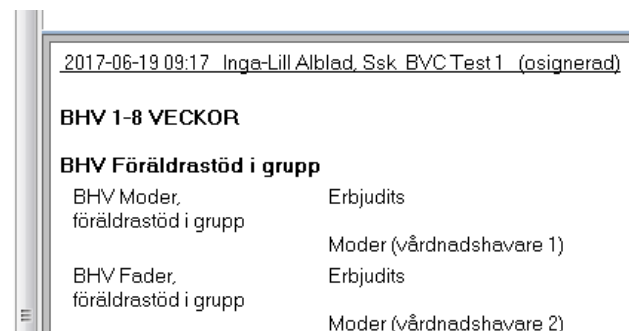 2017-06-19 09:17 Inga-Lill Alblad, Ssk BVC Test 1 (osignerad)
BHV 1-8 VECKOR
BHV Föräldrastöd i grupp
BHV Moder, Erbjudits
föräldrastöd i grupp
Moder (vårdnadshavare 1)
BHV Fader, Erbjudits
föräldrastöd i grupp
Moder (vårdnadshavare 2)